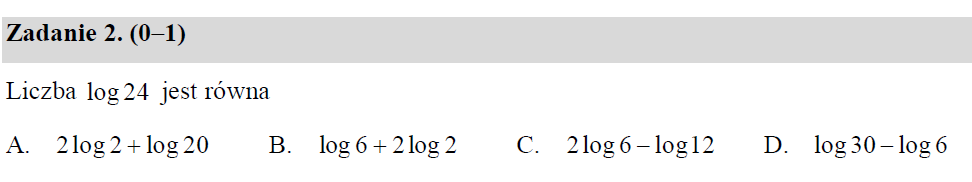 Zadanie 2. (0–1)
Liczba log 24 jest równa
A. 2 log 2 + log 20 B. log 6 + 2 log 2 C. 2 log 6 – log 12 D. log 30 – log 6